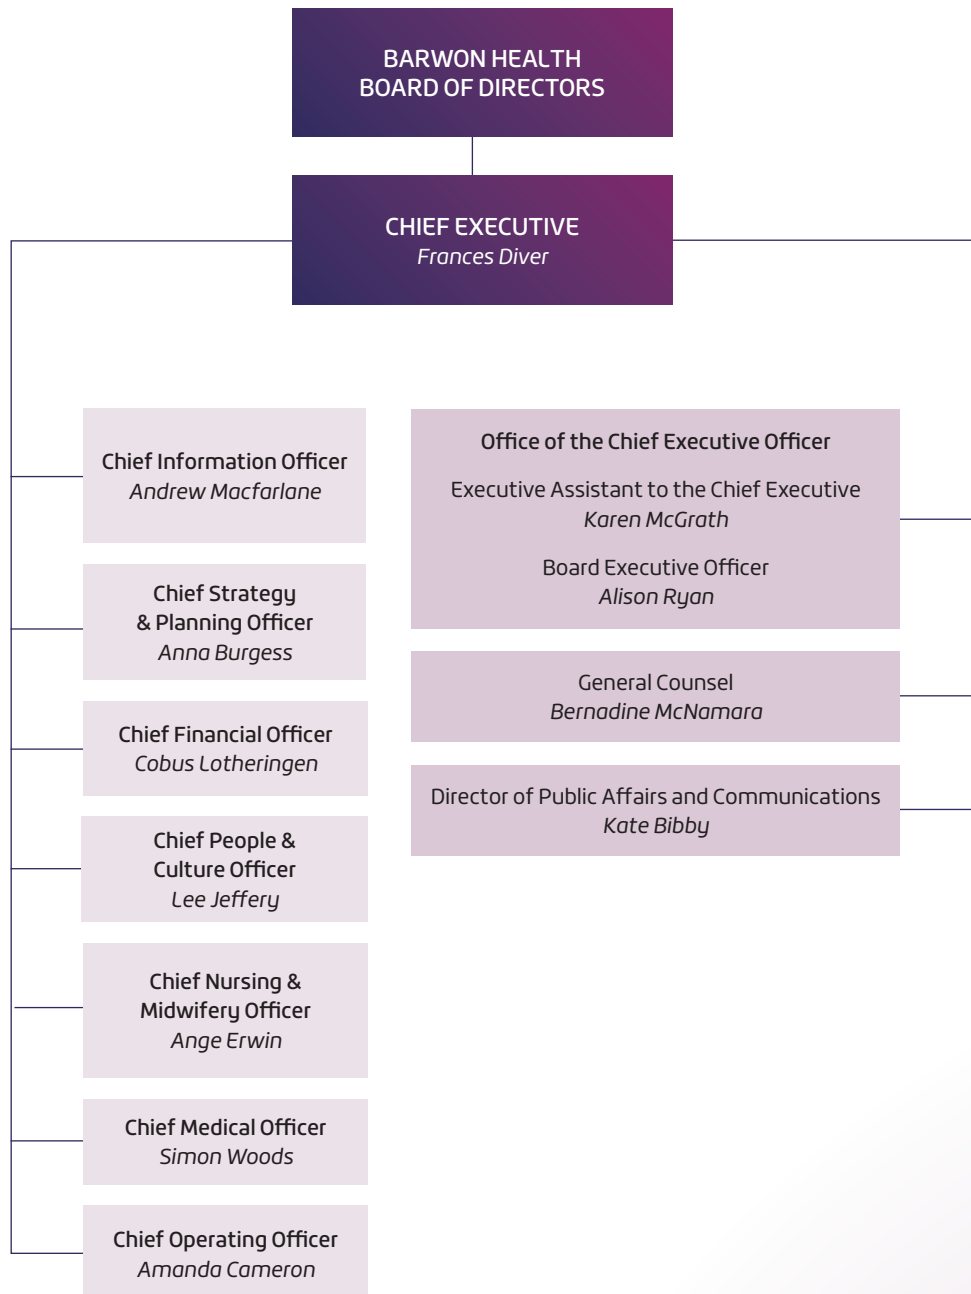 BARWON HEALTH
BOARD OF DIRECTORS
CHIEF EXECUTIVE
Frances Diver
Chief Information Officer
Andrew Macfarlane
Chief Strategy
& Planning Officer
Anna Burgess
Chief Financial Officer
Cobus Lotheringen
Chief People &
Culture Officer
Lee Jeffery
Chief Nursing &
Midwifery Officer
Ange Erwin
Chief Medical Officer
Simon Woods
Chief Operating Officer
Amanda Cameron
Office of the Chief Executive Officer
Executive Assistant to the Chief Executive
Karen McGrath
Board Executive Officer
Alison Ryan
General Counsel
Bernadine McNamara
Director of Public Affairs and Communications
Kate Bibby